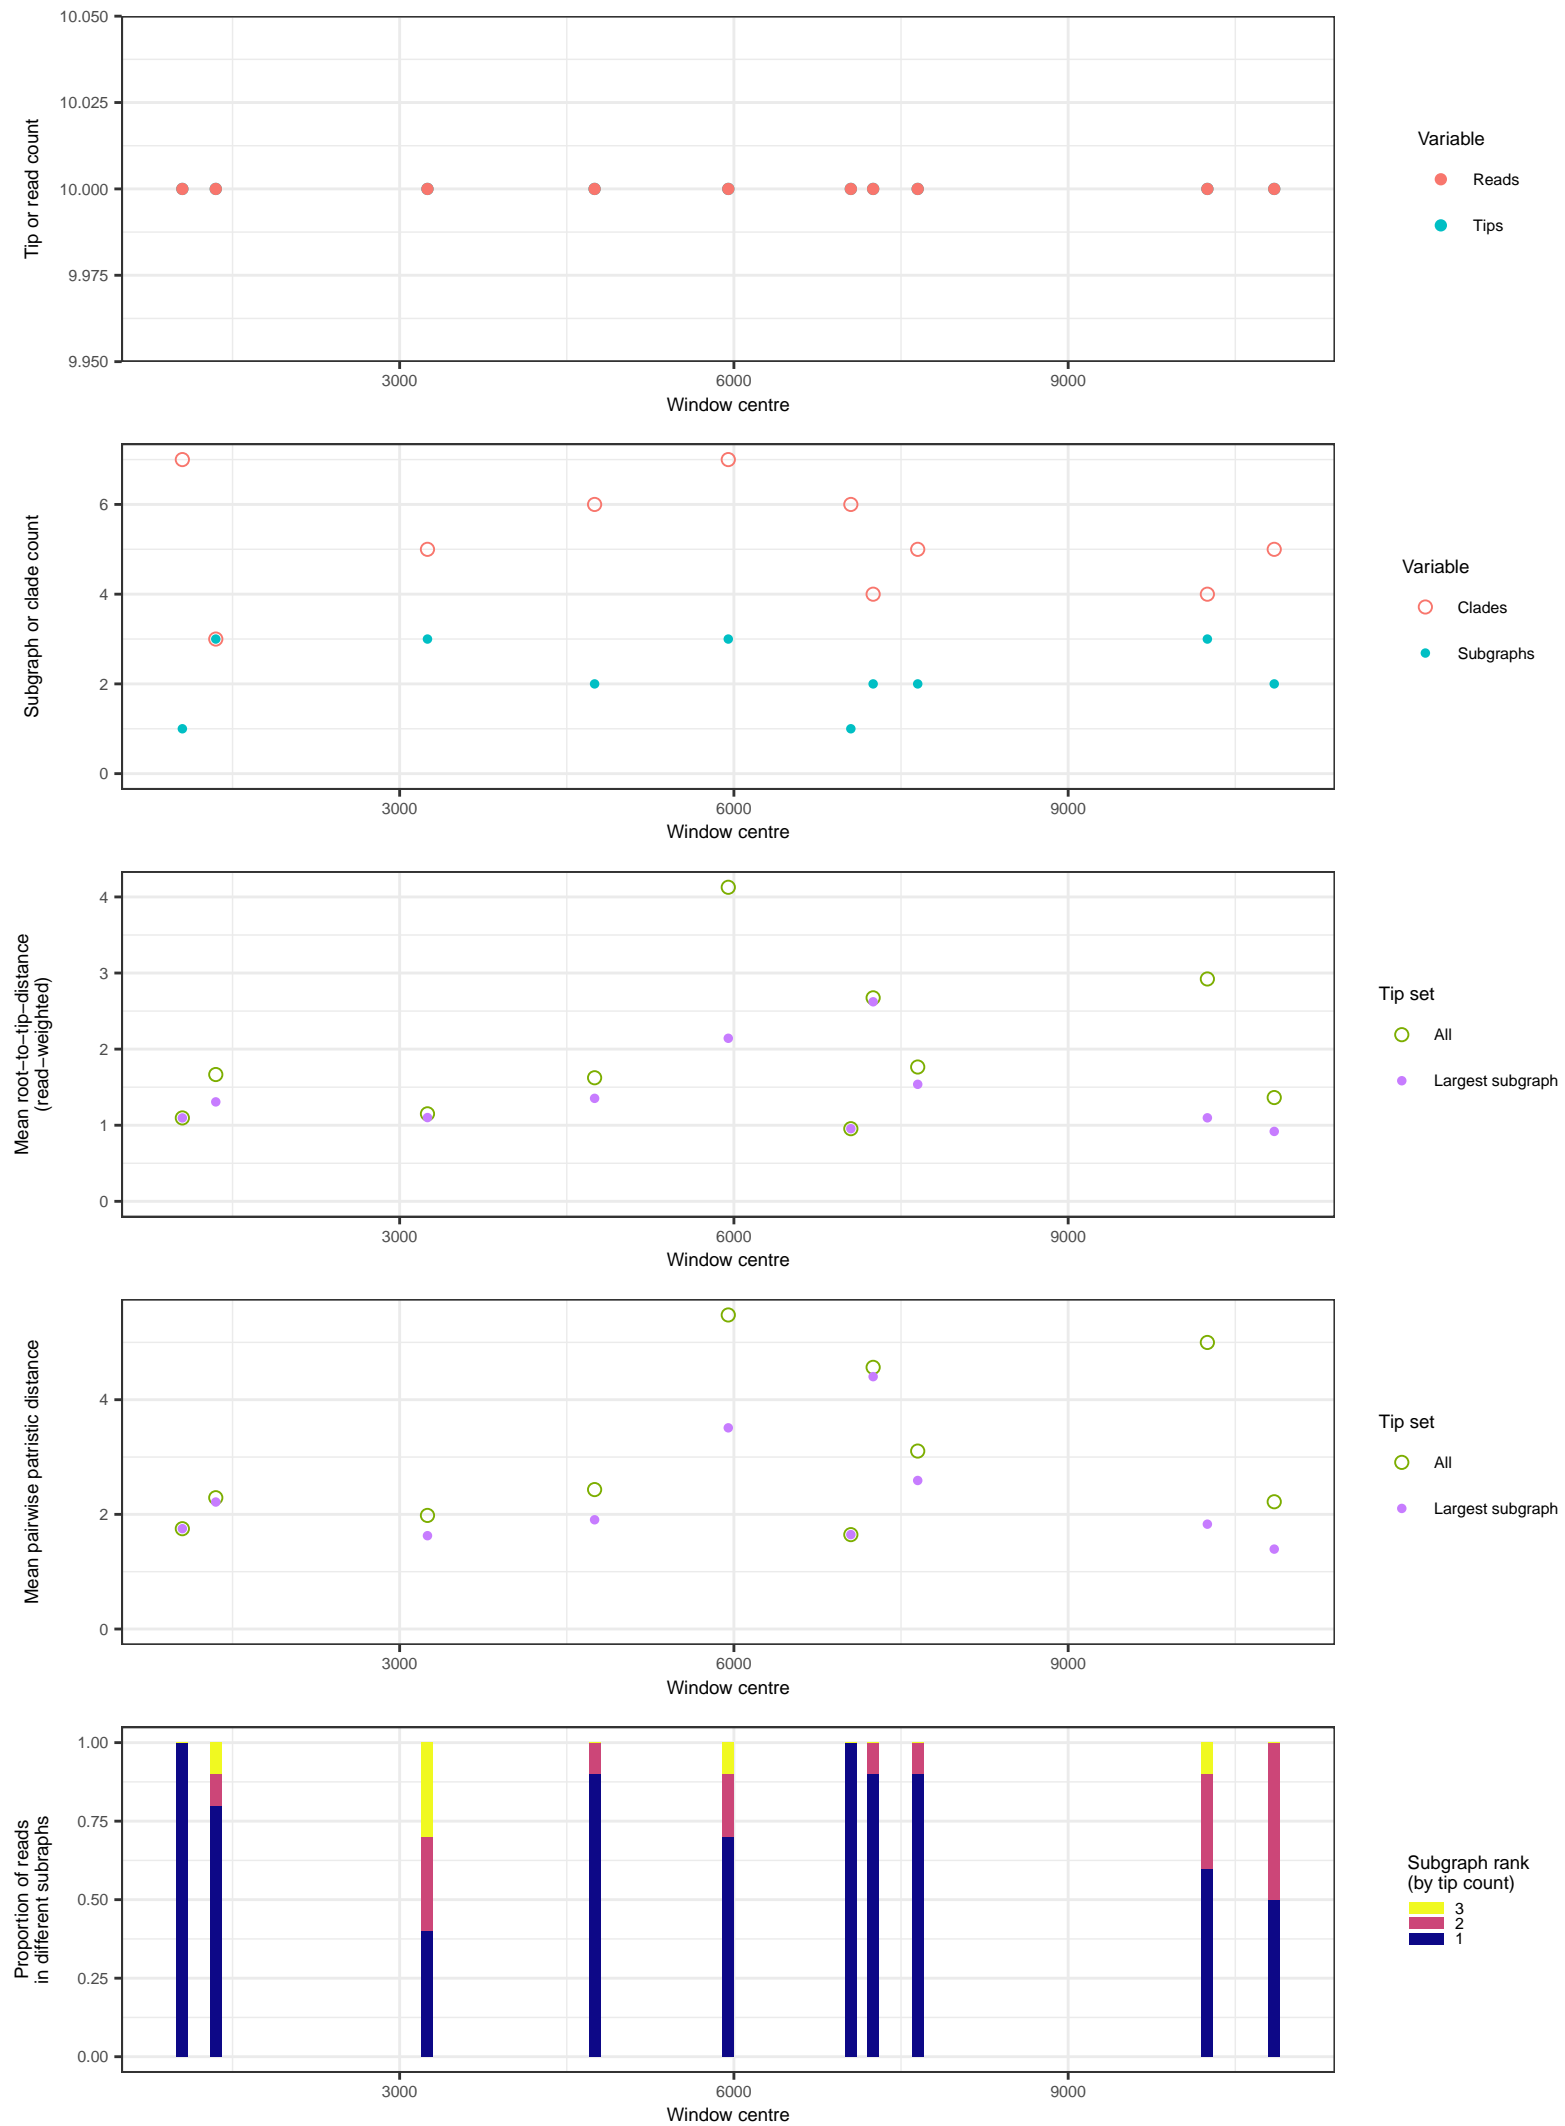 10.050
10.025
10.000
9.975
9.950
Tip or read count
3000
6000
9000
Window centre
Variable
Reads
Tips
6
4
2
0
Subgraph or clade count
3000
6000
9000
Window centre
Variable
Clades
Subgraphs
4
3
2
1
0
Mean root−to−tip−distance
(read−weighted)
3000
6000
9000
Window centre
Tip set
All
Largest subgraph
4
2
0
Mean pairwise patristic distance
3000
6000
9000
Window centre
Tip set
All
Largest subgraph
1.00
0.75
0.50
0.25
0.00
Proportion of reads
in different subraphs
3000
6000
9000
Window centre
Subgraph rank
(by tip count)
3
2
1